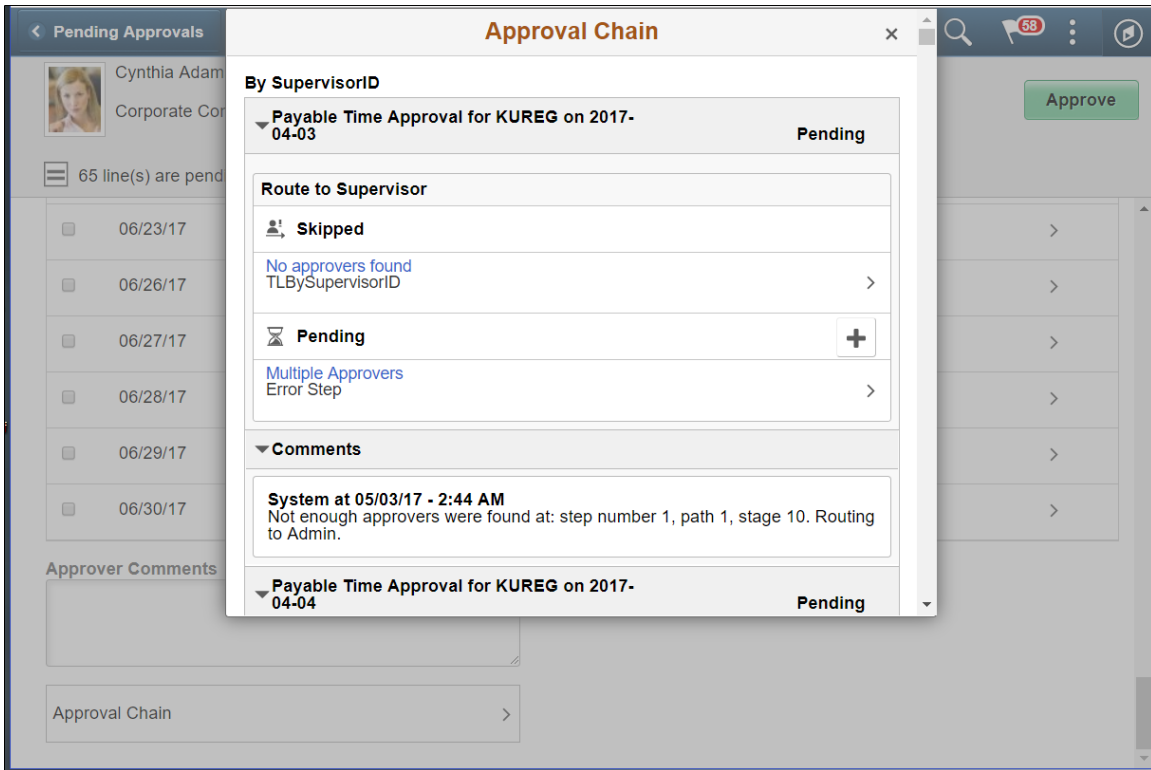 Pending Approvals
Approval Chain
×
58
Cynthia Adam
Corporate Cor
Approve
65 line(s) are pend
By SupervisorID
Payable Time Approval for KUREG on 2017-
04-03
Pending
Route to Supervisor
Skipped
No approvers found
TLBySupervisorID
Pending
Multiple Approvers
Error Step
Comments
System at 05/03/17 - 2:44 AM
Not enough approvers were found at: step number 1, path 1, stage 10. Routing
to Admin.
Payable Time Approval for KUREG on 2017-
04-04
Pending
06/23/17
06/26/17
06/27/17
06/28/17
06/29/17
06/30/17
Approver Comments
Approval Chain